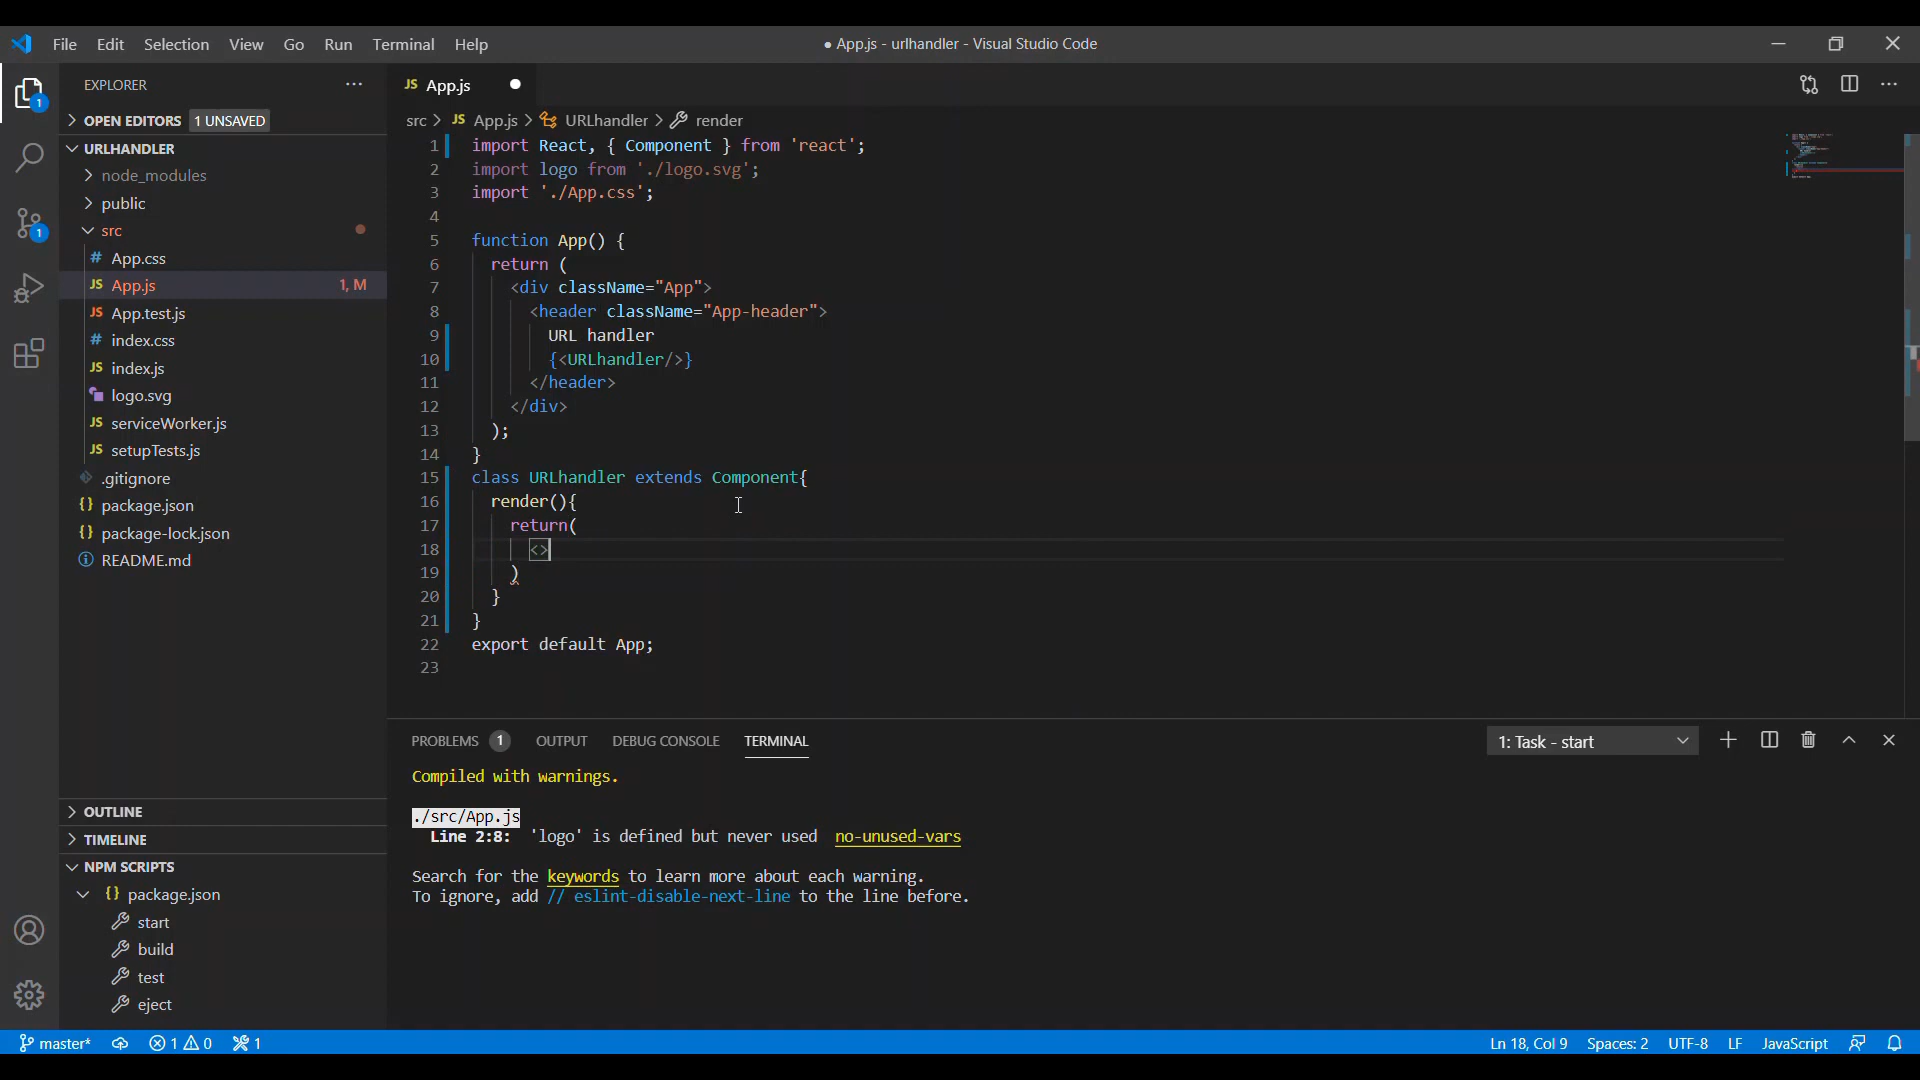 File Edit Selection View Go Run Terminal Help
● App.js - urlhandler - Visual Studio Code
EXPLORER ···
OPEN EDITORS 1 UNSAVED
URLHANDLER
node_modules
public
src
# App.css
JS App.js 1, M
JS App.test.js
# index.css
JS index.js
logo.svg
JS serviceWorker.js
JS setupTests.js
.gitignore
{} package.json
{} package-lock.json
README.md
OUTLINE
TIMELINE
NPM SCRIPTS
{} package.json
start
build
test
eject
1
1
JS App.js ●
src > JS App.js > URLhandler > render
1 import React, { Component } from 'react';
2 import logo from './logo.svg';
3 import './App.css';
4
5 function App() {
6 return (
7 <div className="App">
8 <header className="App-header">
9 URL handler
10 {<URLhandler/>}
11 </header>
12 </div>
13 );
14 }
15 class URLhandler extends Component{
16 render(){
17 return(
18 <>
19 )
20 }
21 }
22 export default App;
23
PROBLEMS 1 OUTPUT DEBUG CONSOLE TERMINAL 1: Task - start
Compiled with warnings.
./src/App.js
Line 2:8: 'logo' is defined but never used no-unused-vars
Search for the keywords to learn more about each warning.
To ignore, add // eslint-disable-next-line to the line before.
master* 1 0 1 Ln 18, Col 9 Spaces: 2 UTF-8 LF JavaScript